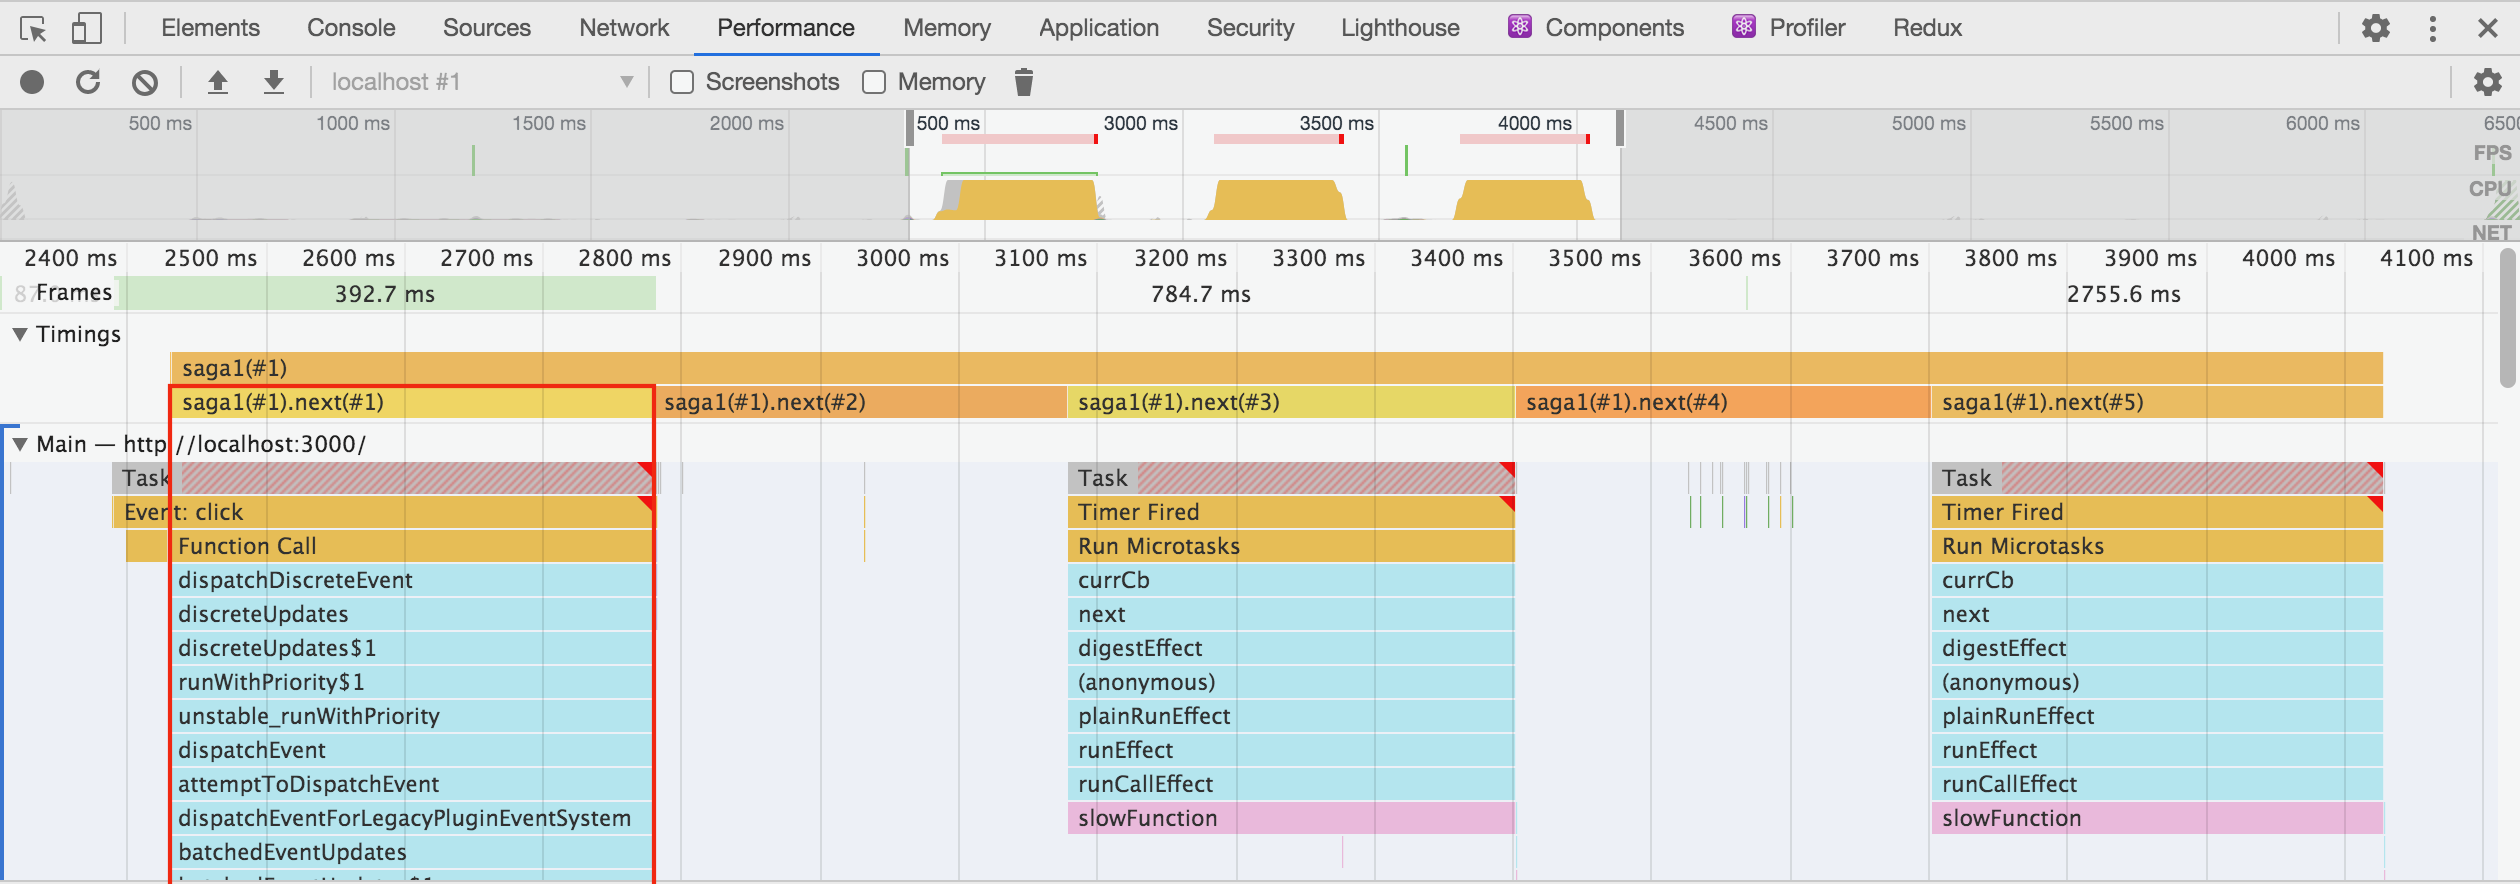 Elements Console Sources Network Performance Memory Application Security Lighthouse Components Profiler Redux
localhost #1 Screenshots Memory
500 ms 1000 ms 1500 ms 2000 ms 500 ms 3000 ms 3500 ms 4000 ms 4500 ms 5000 ms 5500 ms 6000 ms 6500
FPS
CPU
NET
2400 ms 2500 ms 2600 ms 2700 ms 2800 ms 2900 ms 3000 ms 3100 ms 3200 ms 3300 ms 3400 ms 3500 ms 3600 ms 3700 ms 3800 ms 3900 ms 4000 ms 4100 ms
Frames 392.7 ms 784.7 ms 2755.6 ms
Timings
saga1(#1)
saga1(#1).next(#1) saga1(#1).next(#2) saga1(#1).next(#3) saga1(#1).next(#4) saga1(#1).next(#5)
Main — http://localhost:3000/
Task Task Task
Event: click Timer Fired Timer Fired
Function Call Run Microtasks Run Microtasks
dispatchDiscreteEvent currCb currCb
discreteUpdates next next
discreteUpdates$1 digestEffect digestEffect
runWithPriority$1 (anonymous) (anonymous)
unstable_runWithPriority plainRunEffect plainRunEffect
dispatchEvent runEffect runEffect
attemptToDispatchEvent runCallEffect runCallEffect
dispatchEventForLegacyPluginEventSystem slowFunction slowFunction
batchedEventUpdates